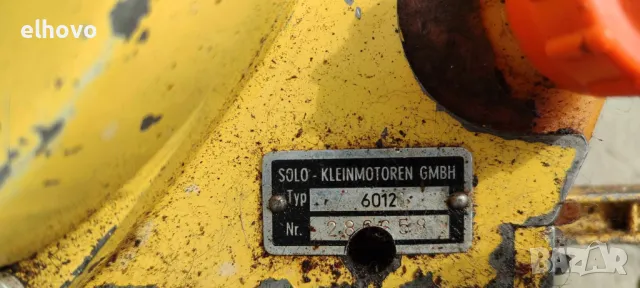 elhovo
SOLO - KLEINMOTOREN GMBH
Typ 6012
Nr.
bazar